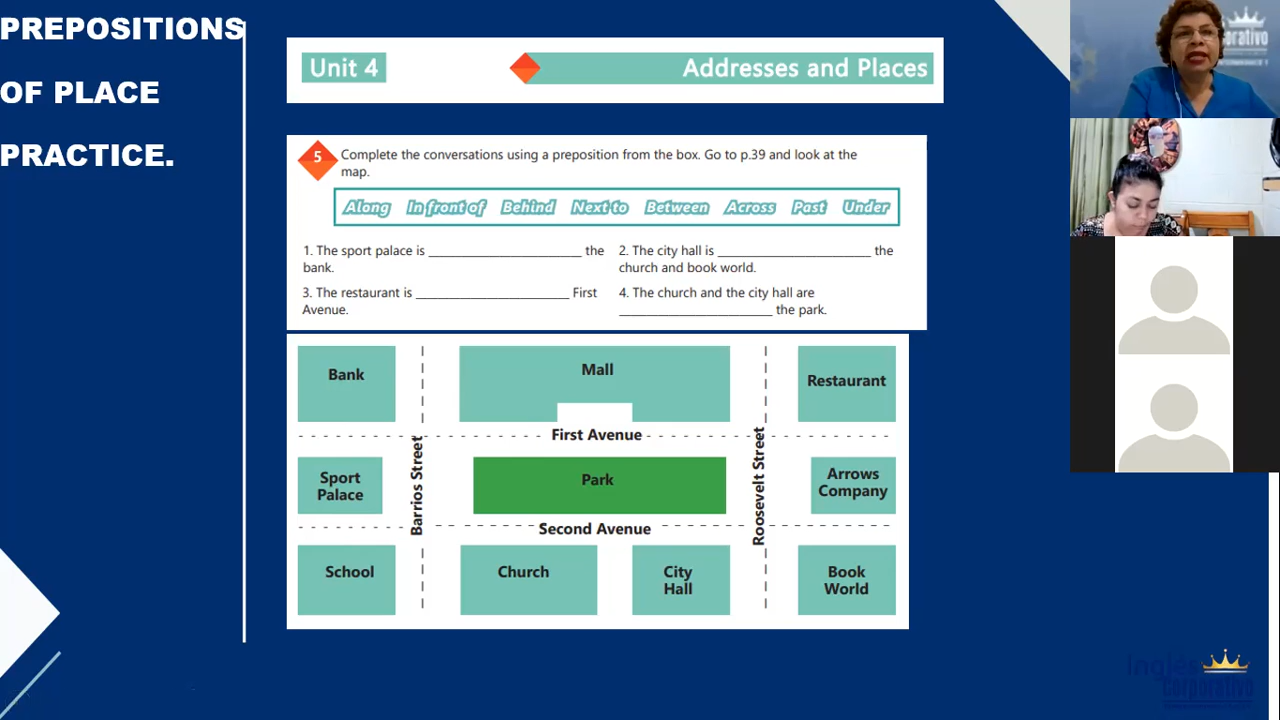 PREPOSITIONS
OF PLACE
PRACTICE.
Unit 4
Addresses and Places
5
Complete the conversations using a preposition from the box. Go to p.39 and look at the
map.
Along In front of Behind Next to Between Across Past Under
1. The sport palace is ________________________ the
bank.
2. The city hall is ________________________ the
church and book world.
3. The restaurant is ________________________ First
Avenue.
4. The church and the city hall are
________________________ the park.
Bank
Mall
Restaurant
First Avenue
Barrios Street
Roosevelt Street
Sport
Palace
Park
Arrows
Company
Second Avenue
School
Church
City
Hall
Book
World
Inglés
Corporativo